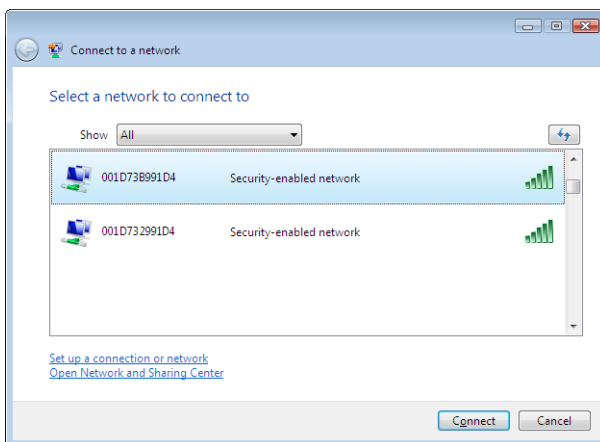 Connect to a network
Select a network to connect to
Show All
001D73B991D4 Security-enabled network
001D732991D4 Security-enabled network
Set up a connection or network
Open Network and Sharing Center
Connect Cancel